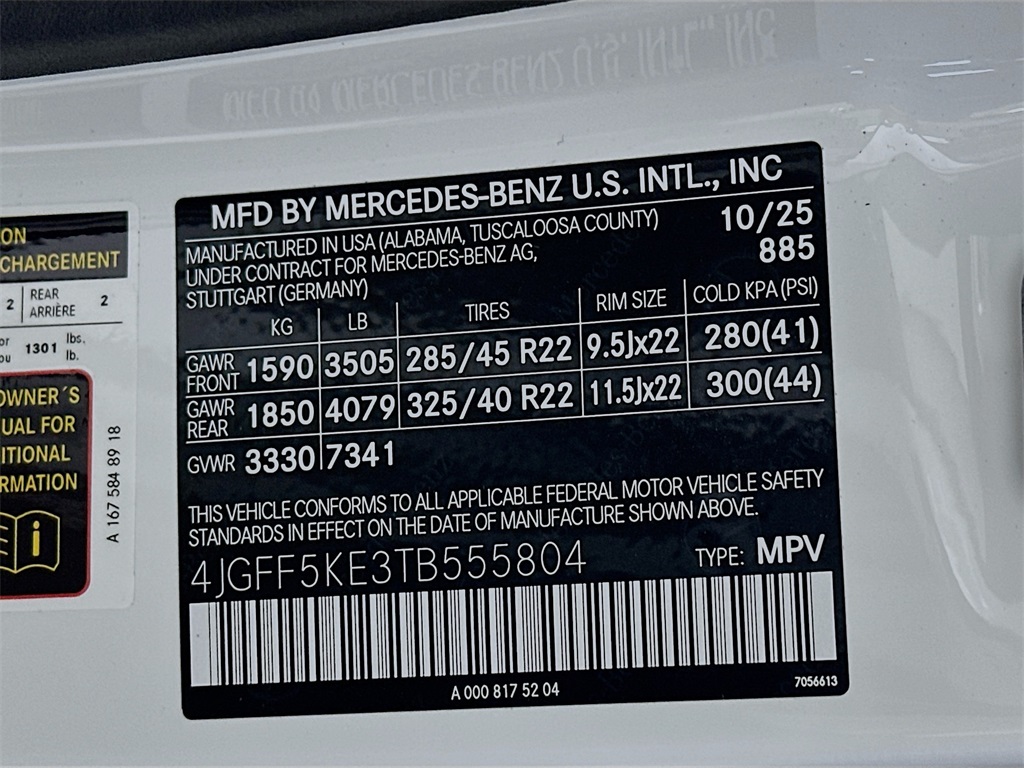 MFD BY MERCEDES-BENZ U.S. INTL., INC
MANUFACTURED IN USA (ALABAMA, TUSCALOOSA COUNTY) 10/25
UNDER CONTRACT FOR MERCEDES-BENZ AG, 885
STUTTGART (GERMANY)
KG LB TIRES RIM SIZE COLD KPA (PSI)
GAWR FRONT 1590 3505 285/45 R22 9.5Jx22 280(41)
GAWR REAR 1850 4079 325/40 R22 11.5Jx22 300(44)
GVWR 3330 7341
THIS VEHICLE CONFORMS TO ALL APPLICABLE FEDERAL MOTOR VEHICLE SAFETY
STANDARDS IN EFFECT ON THE DATE OF MANUFACTURE SHOWN ABOVE.
4JGFF5KE3TB555804 TYPE: MPV
A 000 817 52 04
7056613
ON
CHARGEMENT
2 REAR ARRIÈRE 2
or ou 1301 lbs. lb.
OWNER´S
UAL FOR
ITIONAL
RMATION
A 167 584 89 18